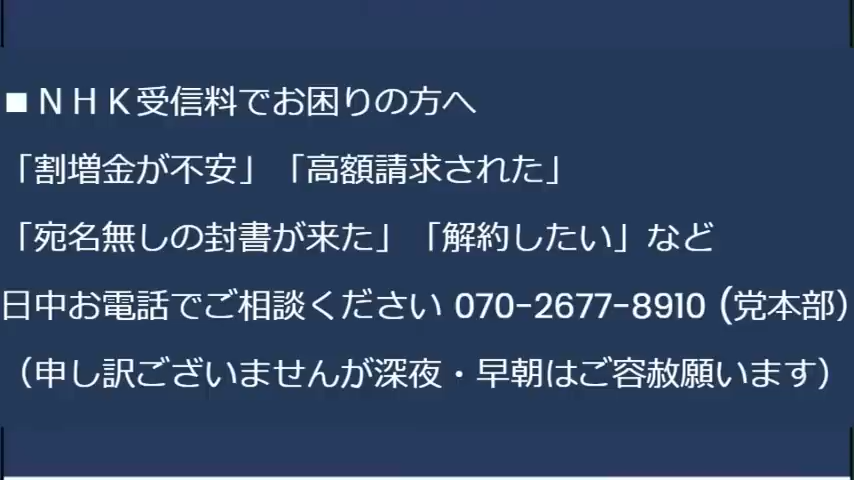 ■ＮＨＫ受信料でお困りの方へ
「割増金が不安」「高額請求された」
「宛名無しの封書が来た」「解約したい」など
日中お電話でご相談ください 070-2677-8910 (党本部)
（申し訳ございませんが深夜・早朝はご容赦願います）